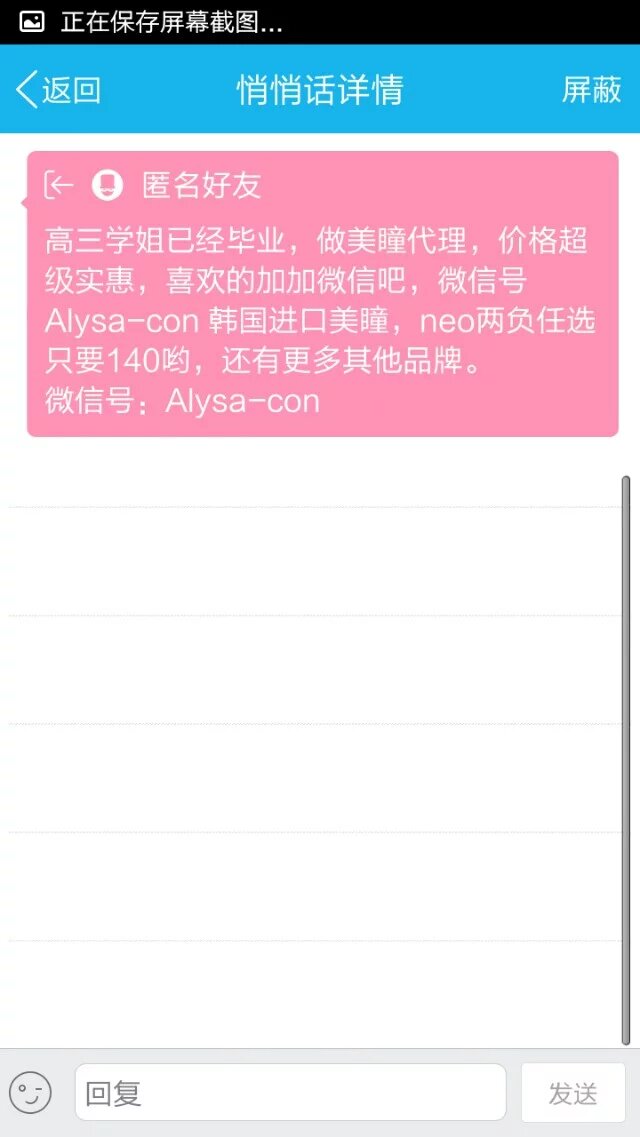 正在保存屏幕截图...
返回
悄悄话详情
屏蔽
匿名好友
高三学姐已经毕业，做美瞳代理，价格超
级实惠，喜欢的加加微信吧，微信号
Alysa-con 韩国进口美瞳，neo两负任选
只要140哟，还有更多其他品牌。
微信号：Alysa-con
回复
发送